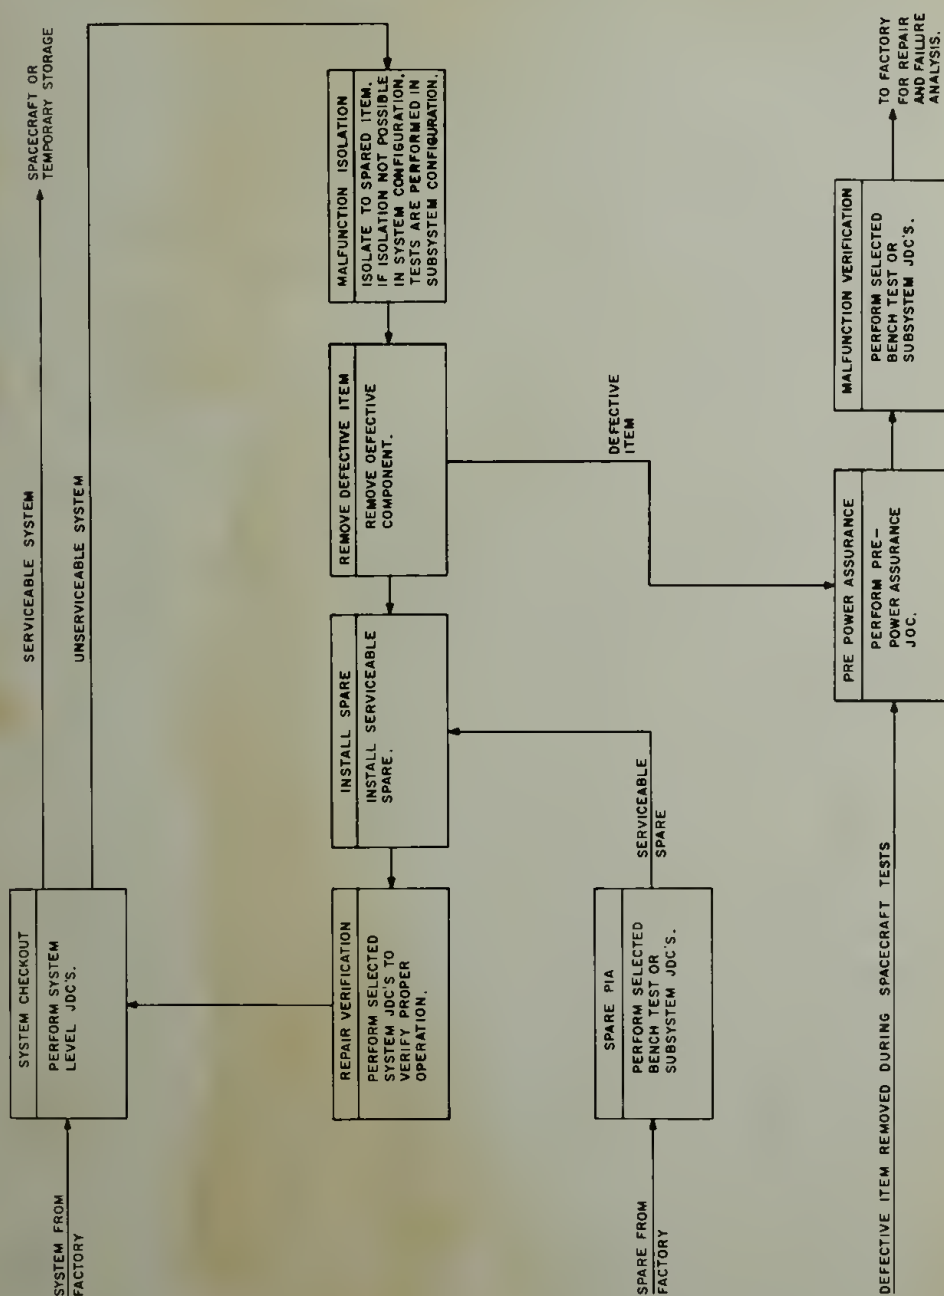 SYSTEM FROM
FACTORY
SYSTEM CHECKOUT
PERFORM SYSTEM
LEVEL JDC'S.
SERVICEABLE SYSTEM
SPACECRAFT OR
TEMPORARY STORAGE
UNSERVICEABLE SYSTEM
MALFUNCTION ISOLATION
ISOLATE TO SPARED ITEM.
IF ISOLATION NOT POSSIBLE
IN SYSTEM CONFIGURATION,
TESTS ARE PERFORMED IN
SUBSYSTEM CONFIGURATION.
REMOVE DEFECTIVE ITEM
REMOVE DEFECTIVE
COMPONENT.
INSTALL SPARE
INSTALL SERVICEABLE
SPARE.
REPAIR VERIFICATION
PERFORM SELECTED
SYSTEM JDC'S TO
VERIFY PROPER
OPERATION.
SPARE FROM
FACTORY
SPARE PIA
PERFORM SELECTED
BENCH TEST OR
SUBSYSTEM JDC'S.
SERVICEABLE
SPARE
DEFECTIVE
ITEM
DEFECTIVE ITEM REMOVED DURING SPACECRAFT TESTS
PRE POWER ASSURANCE
PERFORM PRE-
POWER ASSURANCE
JDC.
MALFUNCTION VERIFICATION
PERFORM SELECTED
BENCH TEST OR
SUBSYSTEM JDC'S.
TO FACTORY
FOR REPAIR
AND FAILURE
ANALYSIS.